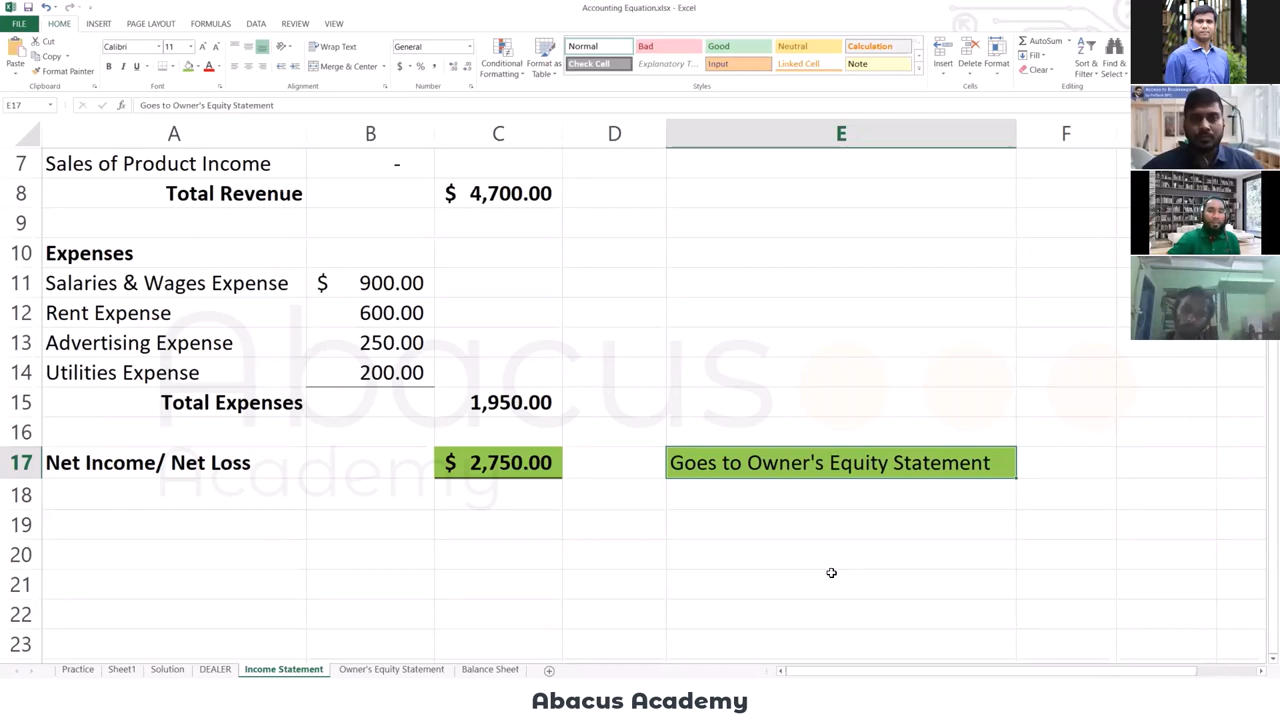 Accounting Equation.xlsx - Excel
FILE HOME INSERT PAGE LAYOUT FORMULAS DATA REVIEW VIEW
Paste
Cut
Copy
Format Painter
Clipboard
Calibri 11
B I U
Font
Wrap Text
Merge & Center
Alignment
General
$ % ,
Number
Conditional Formatting
Format as Table
Normal Bad Good Neutral Calculation
Check Cell Explanatory T... Input Linked Cell Note
Styles
Insert Delete Format
Cells
AutoSum
Fill
Clear
Sort & Filter
Find & Select
Editing
E17 fx Goes to Owner's Equity Statement
A B C D E F
7 Sales of Product Income -
8 Total Revenue $ 4,700.00
9
10 Expenses
11 Salaries & Wages Expense $ 900.00
12 Rent Expense 600.00
13 Advertising Expense 250.00
14 Utilities Expense 200.00
15 Total Expenses 1,950.00
16
17 Net Income/ Net Loss $ 2,750.00 Goes to Owner's Equity Statement
18
19
20
21
22
23
Abacus
Academy
Practice Sheet1 Solution DEALER Income Statement Owner's Equity Statement Balance Sheet
Abacus Academy